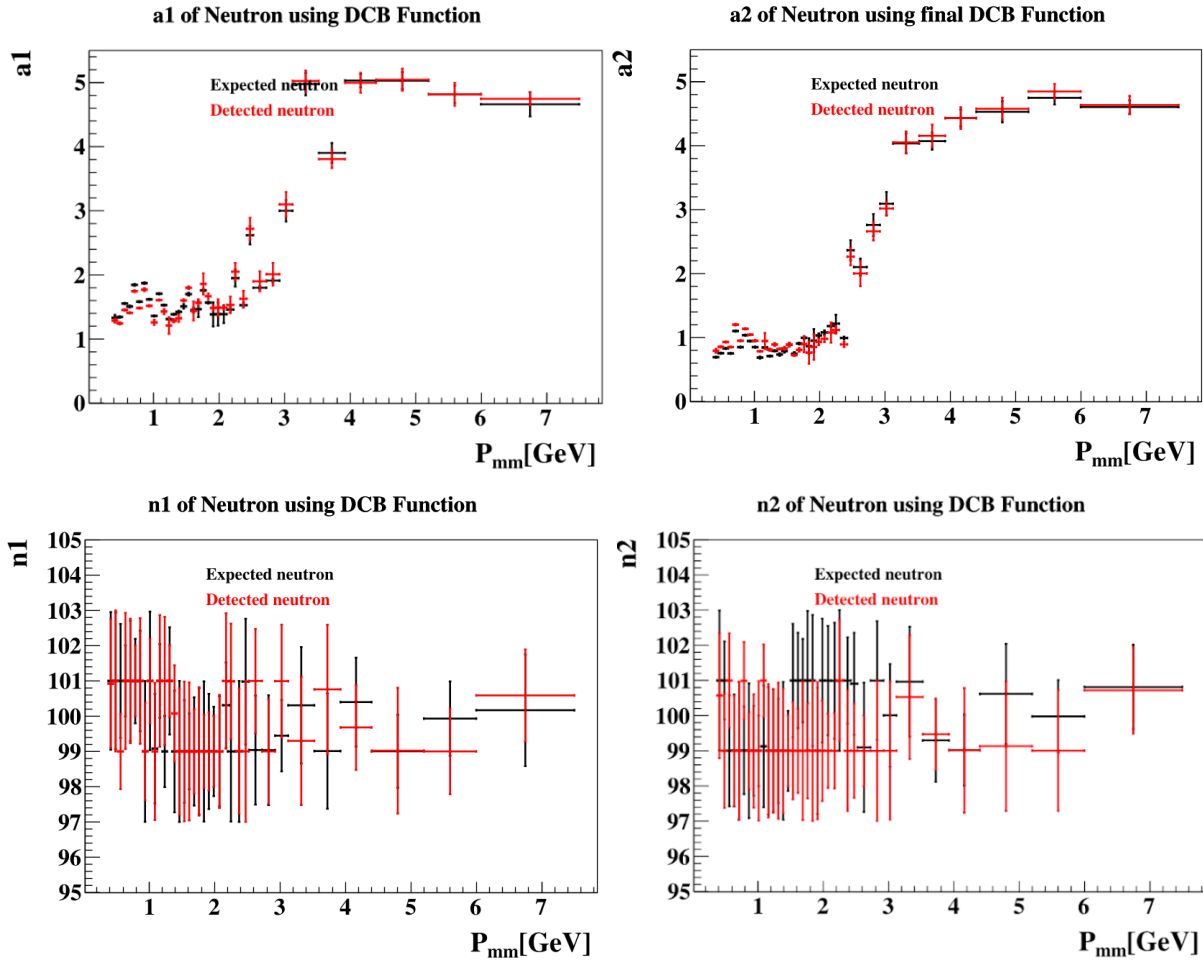 a1 of Neutron using DCB Function
a1
Expected neutron
Detected neutron
5
4
3
2
1
0
1 2 3 4 5 6 7
P_mm[GeV]
a2 of Neutron using final DCB Function
a2
Expected neutron
Detected neutron
5
4
3
2
1
0
1 2 3 4 5 6 7
P_mm[GeV]
n1 of Neutron using DCB Function
n1
105
104
103
102
101
100
99
98
97
96
95
Expected neutron
Detected neutron
1 2 3 4 5 6 7
P_mm[GeV]
n2 of Neutron using DCB Function
n2
105
104
103
102
101
100
99
98
97
96
95
Expected neutron
Detected neutron
1 2 3 4 5 6 7
P_mm[GeV]